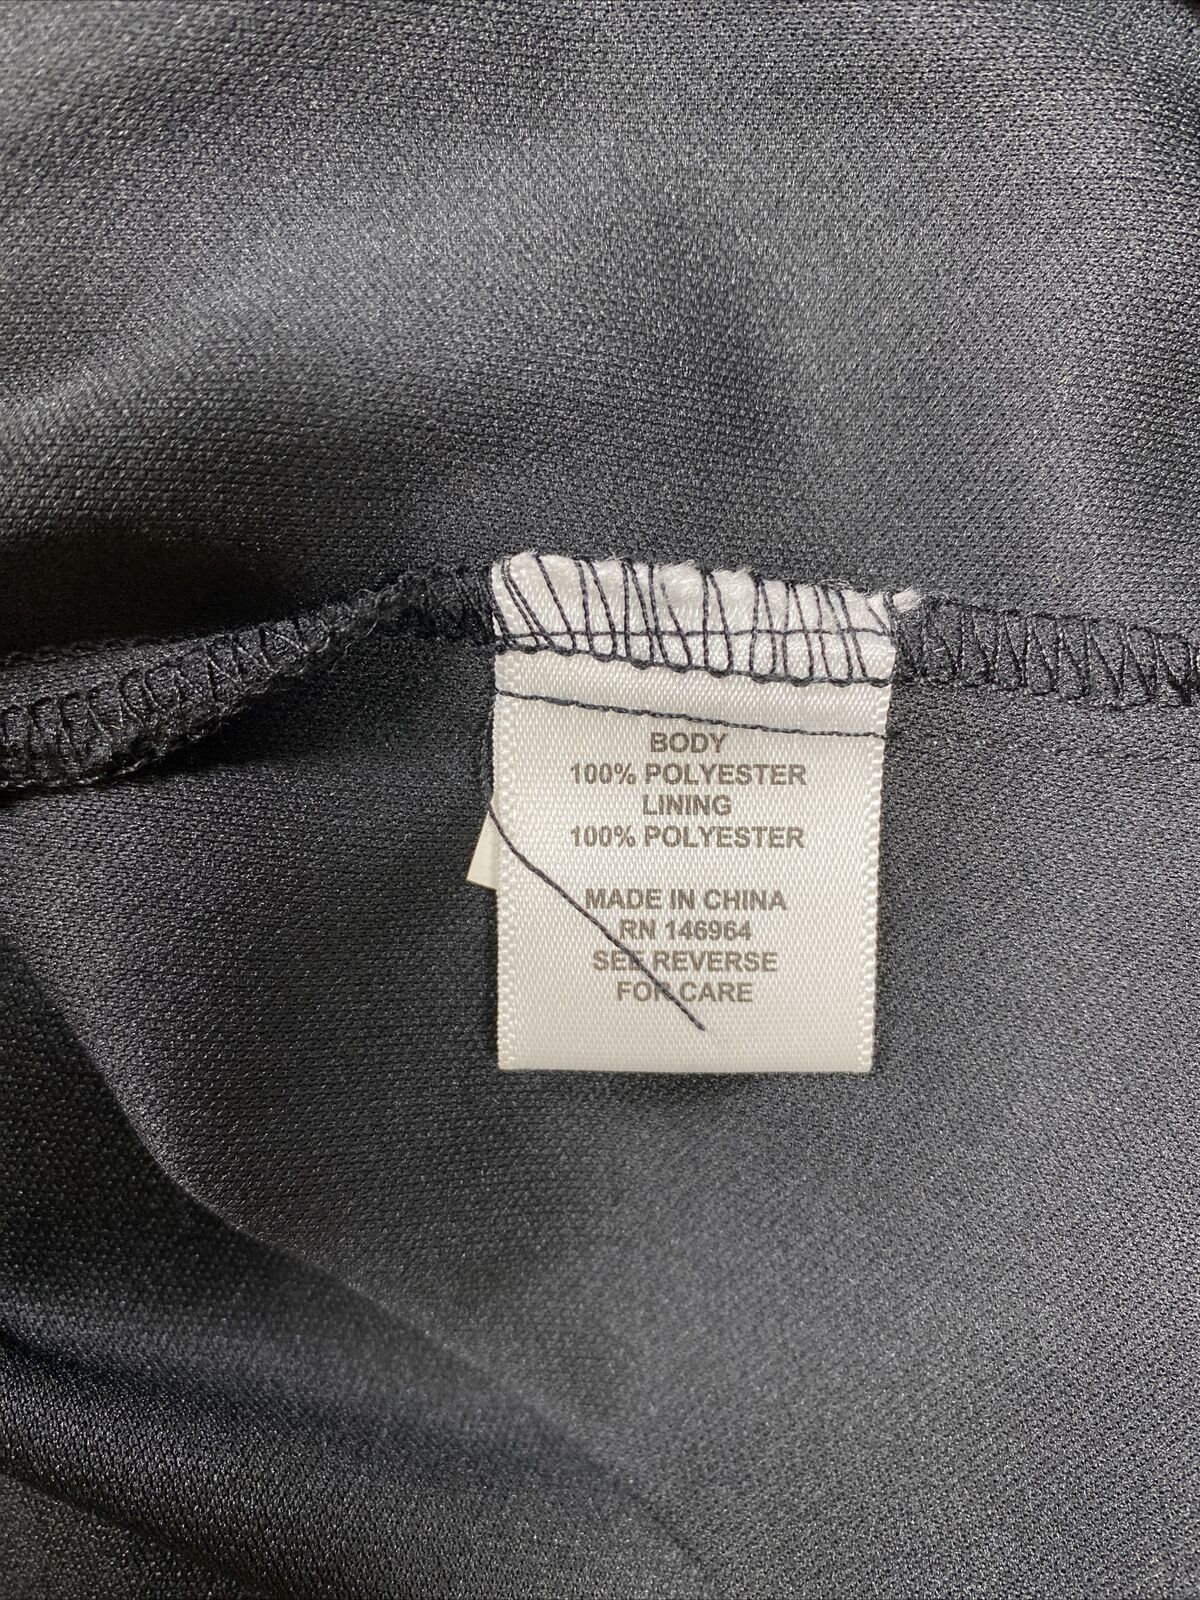 BODY
100% POLYESTER
LINING
100% POLYESTER
MADE IN CHINA
RN 146964
SEE REVERSE
FOR CARE